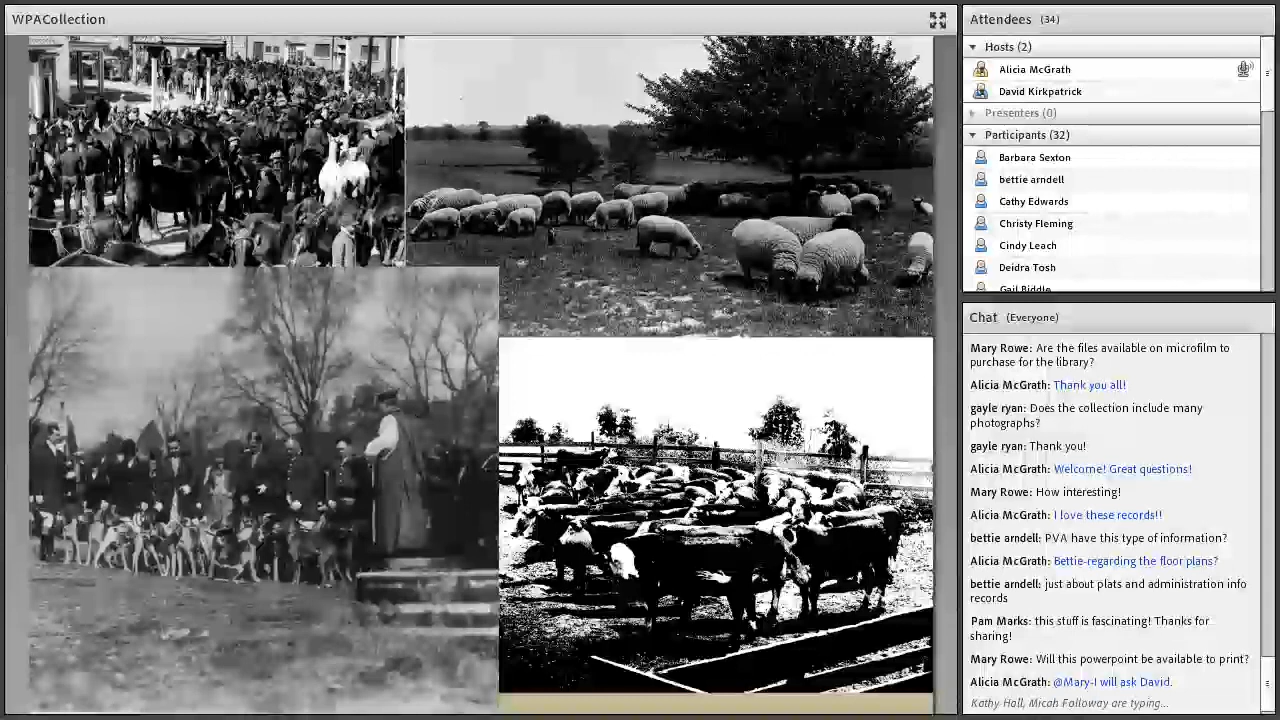 WPACollection
Attendees (34)
Hosts (2)
Alicia McGrath
David Kirkpatrick
Presenters (0)
Participants (32)
Barbara Sexton
bettie arndell
Cathy Edwards
Christy Fleming
Cindy Leach
Deidra Tosh
Gail Biddle
Chat (Everyone)
Mary Rowe: Are the files available on microfilm to
purchase for the library?
Alicia McGrath: Thank you all!
gayle ryan: Does the collection include many
photographs?
gayle ryan: Thank you!
Alicia McGrath: Welcome! Great questions!
Mary Rowe: How interesting!
Alicia McGrath: I love these records!!
bettie arndell: PVA have this type of information?
Alicia McGrath: Bettie-regarding the floor plans?
bettie arndell: just about plats and administration info
records
Pam Marks: this stuff is fascinating! Thanks for
sharing!
Mary Rowe: Will this powerpoint be available to print?
Alicia McGrath: @Mary-I will ask David.
Kathy Hall, Micah Falloway are typing...